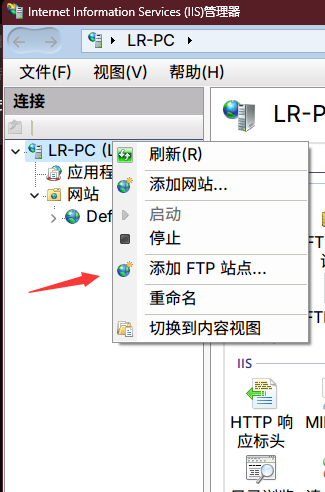 Internet Information Services (IIS)管理器
LR-PC
文件(F) 视图(V) 帮助(H)
连接
LR-PC (L
应用程
网站
Def
刷新(R)
添加网站...
启动
停止
添加 FTP 站点...
重命名
切换到内容视图
LR-P
FT
IIS
HTTP 响
应标头
MI